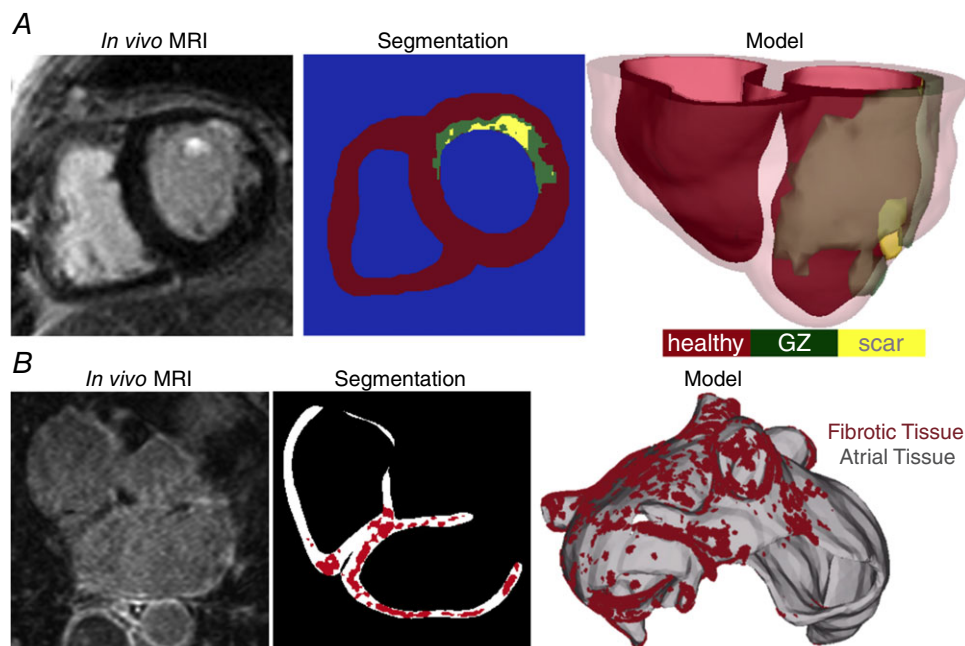 A
In vivo MRI Segmentation Model
healthy GZ scar
B
In vivo MRI Segmentation Model
Fibrotic Tissue
Atrial Tissue